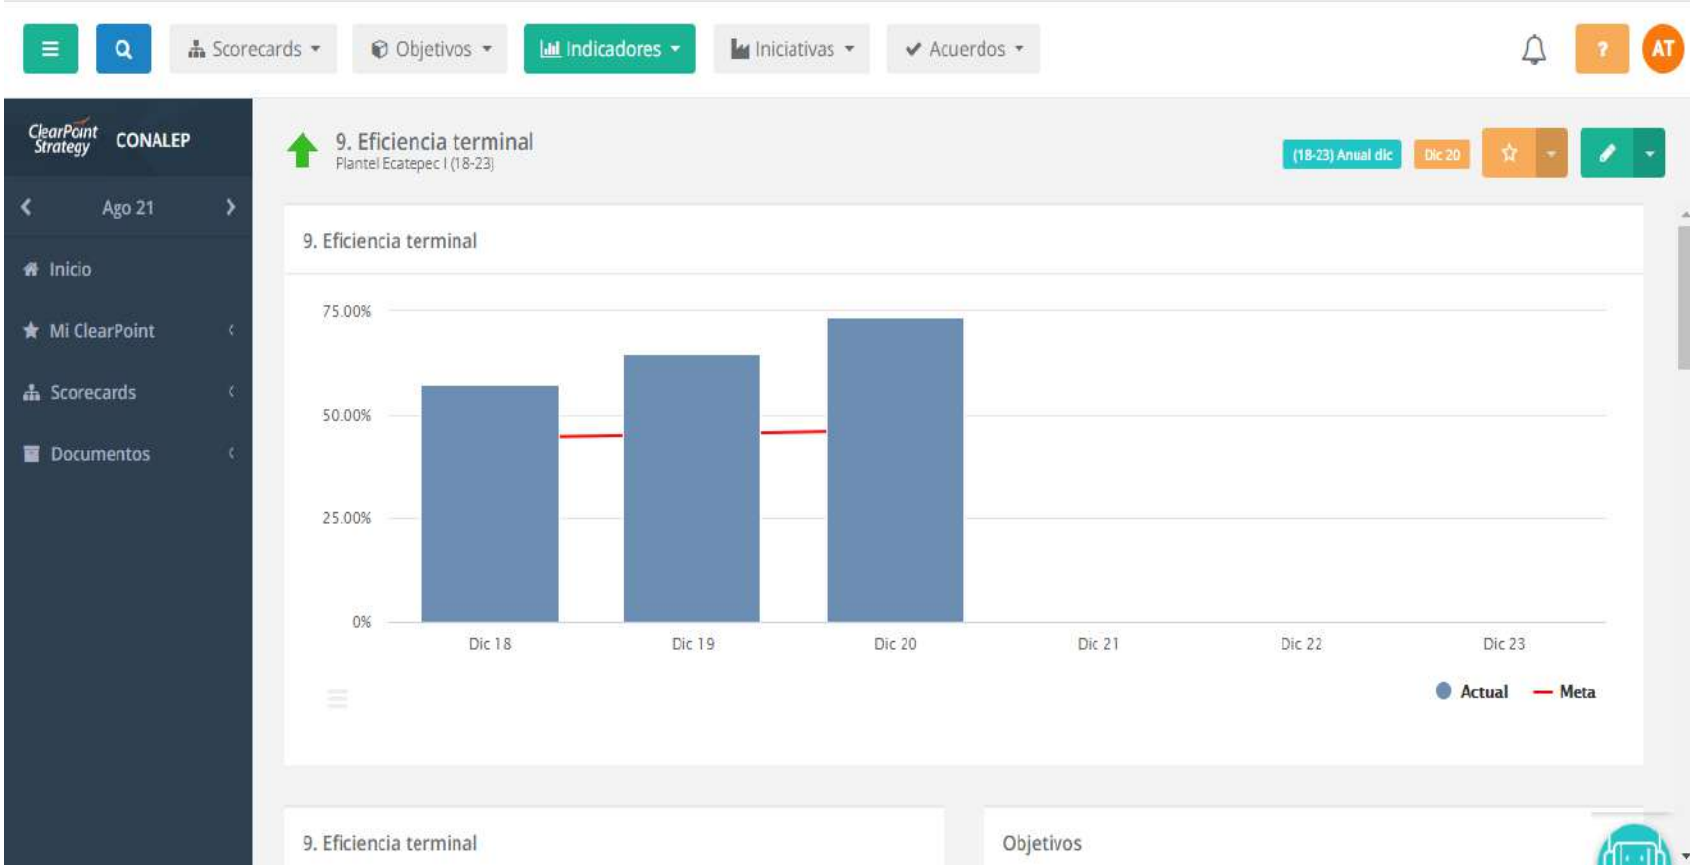 Scorecards
Objetivos
Indicadores
Iniciativas
Acuerdos
?
AT
ClearPoint
Strategy
CONALEP
Ago 21
Inicio
Mi ClearPoint
Scorecards
Documentos
9. Eficiencia terminal
Plantel Ecatepec I (18-23)
(18-23) Anual dic
Dic 20
9. Eficiencia terminal
75.00%
50.00%
25.00%
0%
Dic 18
Dic 19
Dic 20
Dic 21
Dic 22
Dic 23
Actual
Meta
9. Eficiencia terminal
Objetivos